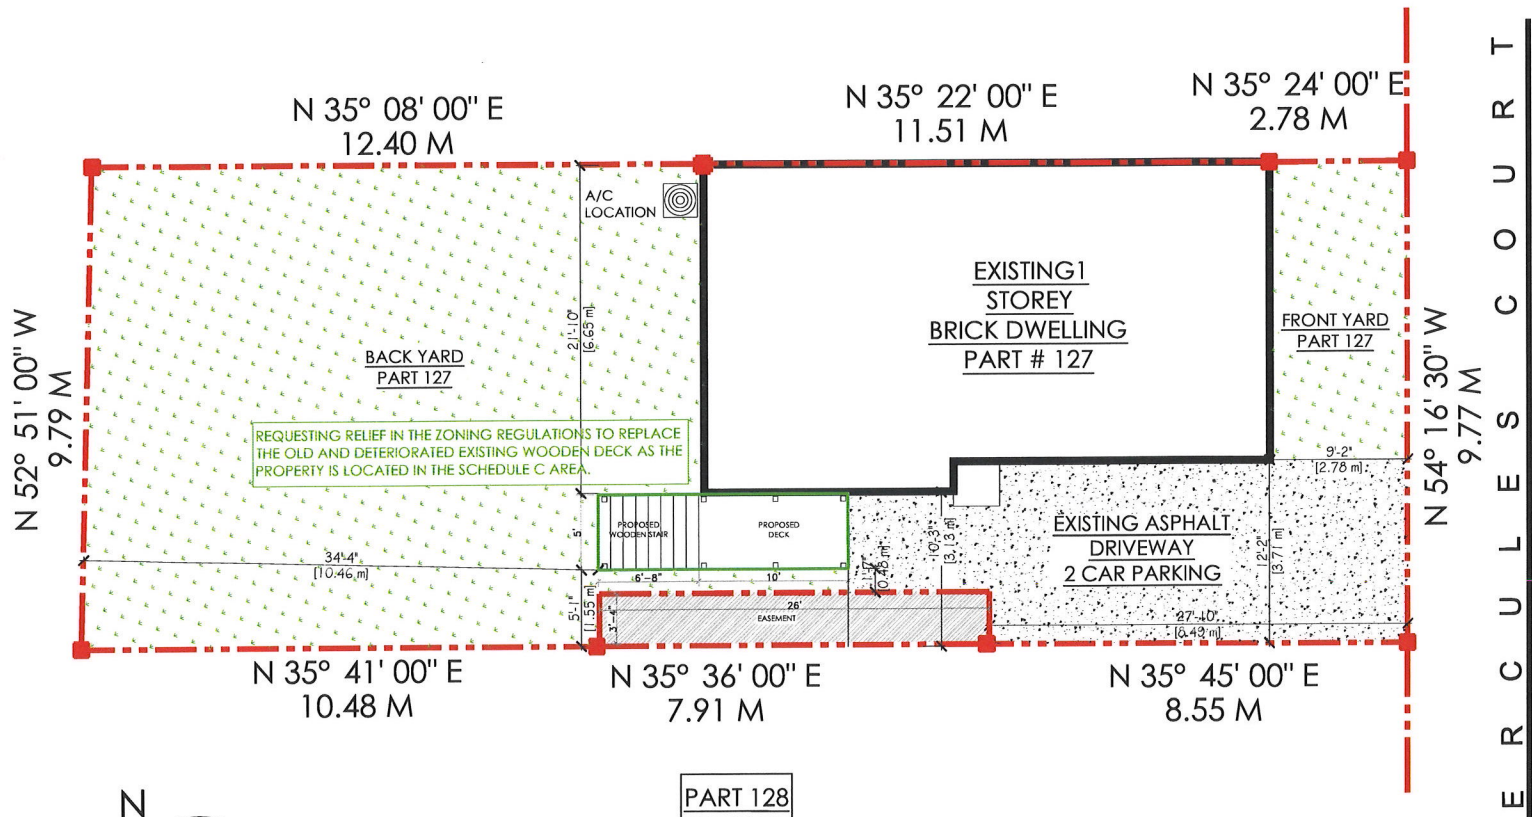 N 35° 08' 00" E
12.40 M
N 35° 22' 00" E
11.51 M
N 35° 24' 00" E
2.78 M
A/C
LOCATION
EXISTING1
STOREY
BRICK DWELLING
PART # 127
FRONT YARD
PART 127
BACK YARD
PART 127
21'-10"
[6.65 m]
N 52° 51' 00" W
9.79 M
N 54° 16' 30" W
9.77 M
ERCULES COURT
REQUESTING RELIEF IN THE ZONING REGULATIONS TO REPLACE
THE OLD AND DETERIORATED EXISTING WOODEN DECK AS THE
PROPERTY IS LOCATED IN THE SCHEDULE C AREA.
9'-2"
[2.78 m]
PROPOSED
WOODEN STAIR
PROPOSED
DECK
5'
10'-3"
[3.13 m]
EXISTING ASPHALT
DRIVEWAY
2 CAR PARKING
12'-2"
[3.71 m]
34'-4"
[10.46 m]
6'-8"
10'
1'-7"
[0.48 m]
5'-1"
[1.55 m]
3'-4"
26'
EASEMENT
27'-10"
[8.49 m]
N 35° 41' 00" E
10.48 M
N 35° 36' 00" E
7.91 M
N 35° 45' 00" E
8.55 M
PART 128
N